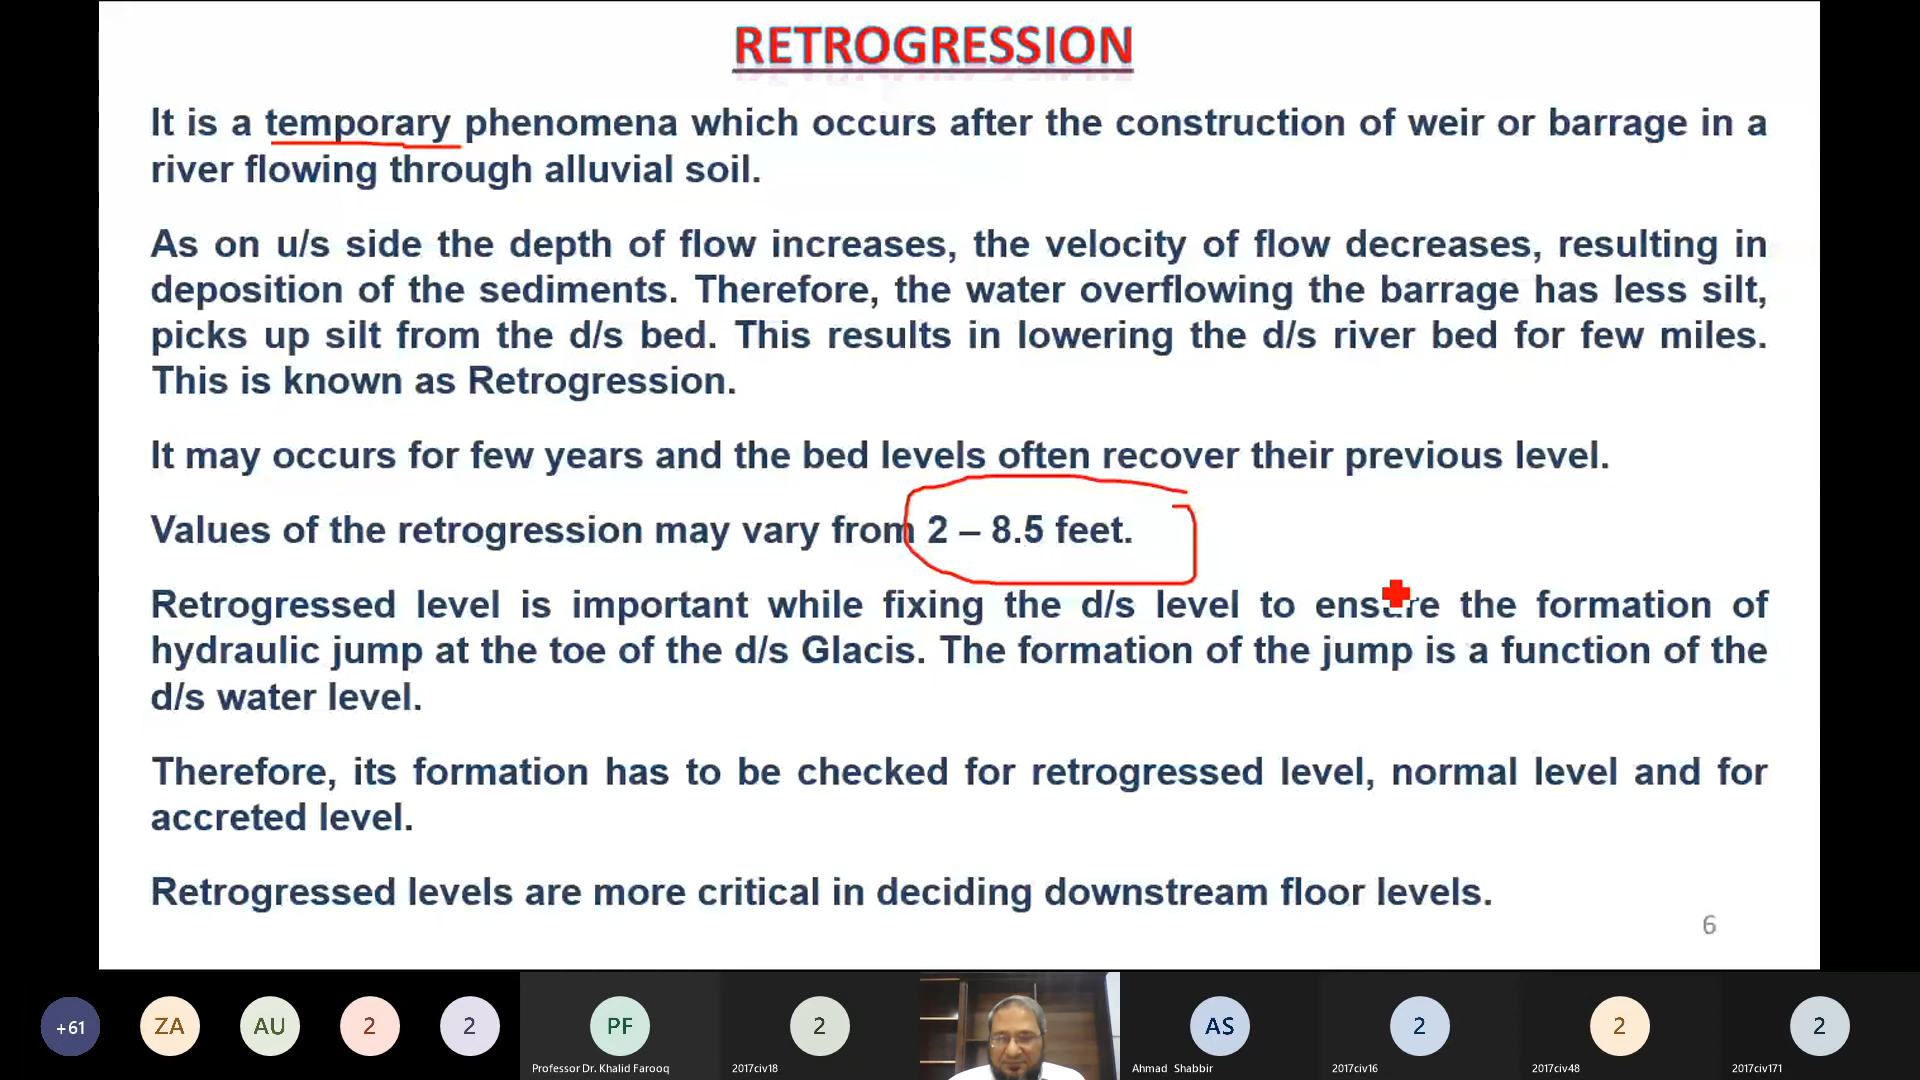 RETROGRESSION
It is a temporary phenomena which occurs after the construction of weir or barrage in a
river flowing through alluvial soil.
As on u/s side the depth of flow increases, the velocity of flow decreases, resulting in
deposition of the sediments. Therefore, the water overflowing the barrage has less silt,
picks up silt from the d/s bed. This results in lowering the d/s river bed for few miles.
This is known as Retrogression.
It may occurs for few years and the bed levels often recover their previous level.
Values of the retrogression may vary from 2 – 8.5 feet.
Retrogressed level is important while fixing the d/s level to ensure the formation of
hydraulic jump at the toe of the d/s Glacis. The formation of the jump is a function of the
d/s water level.
Therefore, its formation has to be checked for retrogressed level, normal level and for
accreted level.
Retrogressed levels are more critical in deciding downstream floor levels.
6
+61 ZA AU 2 2 PF 2 AS 2 2 2
Professor Dr. Khalid Farooq 2017civ18 Ahmad Shabbir 2017civ16 2017civ48 2017civ171